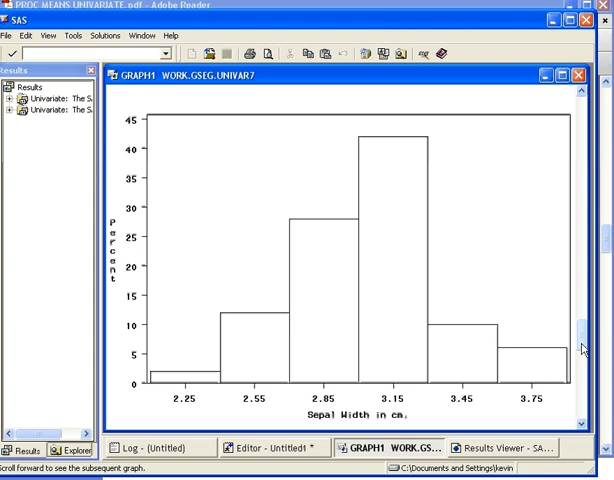 PROC MEANS UNIVARIATE.pdf - Adobe Reader
SAS
File Edit View Tools Solutions Window Help
Results
GRAPH1 WORK.GSEG.UNIVAR7
Results
Univariate: The S
Univariate: The S
45
40
35
30
25
20
15
10
5
0
Percent
2.25 2.55 2.85 3.15 3.45 3.75
Sepal Width in cm.
Results Explorer
Log - (Untitled) Editor - Untitled1 * GRAPH1 WORK.GS... Results Viewer - SA...
Scroll forward to see the subsequent graph. C:\Documents and Settings\kevin